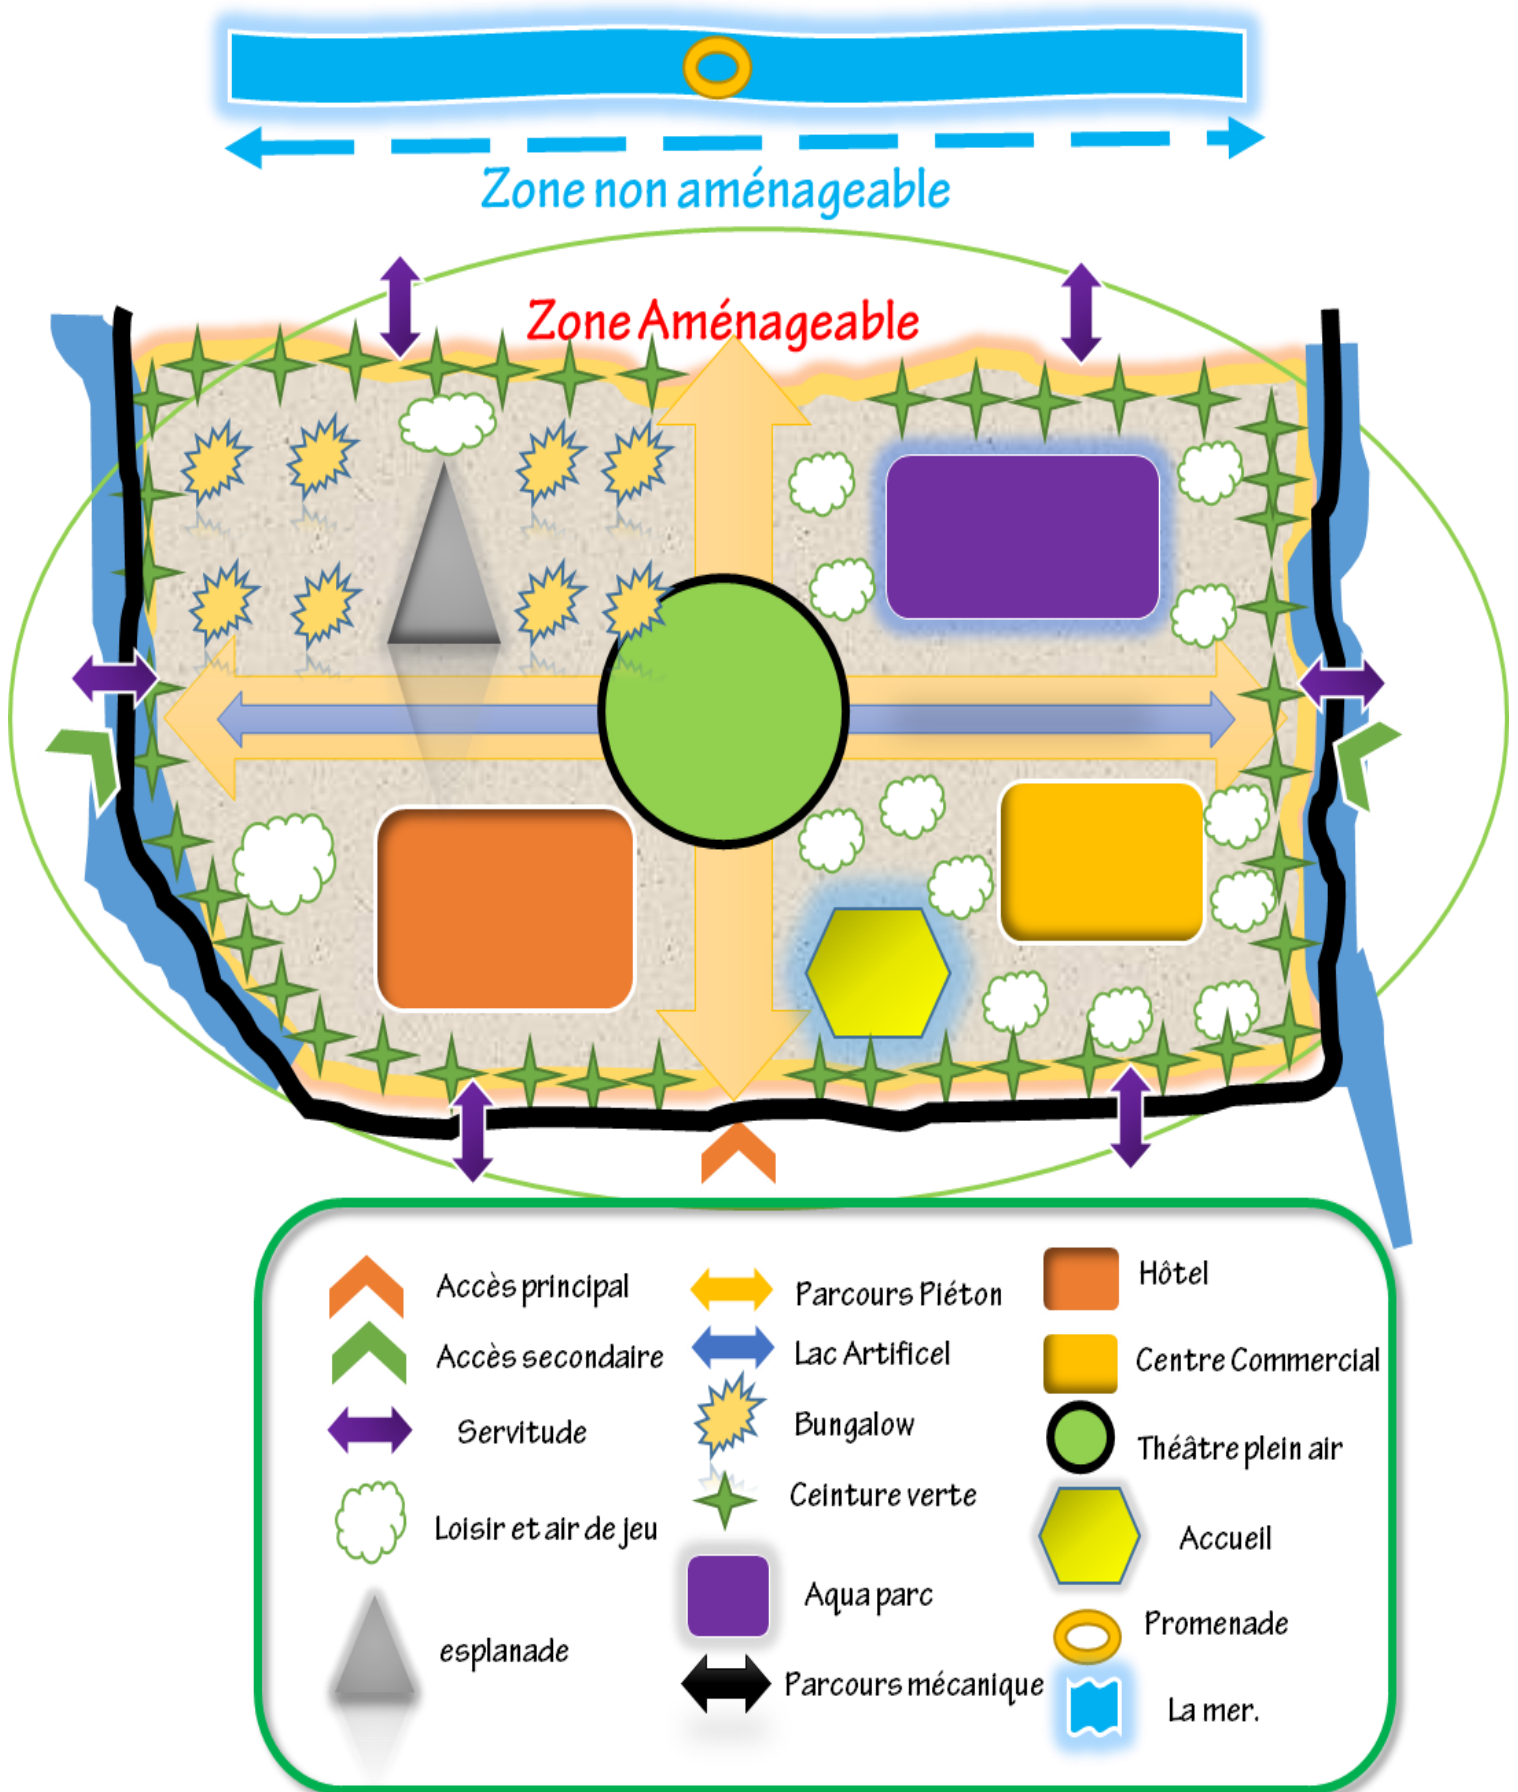 Zone non aménageable
Zone Aménageable
Accès principal
Accès secondaire
Servitude
Loisir et air de jeu
esplanade
Parcours Piéton
Lac Artificel
Bungalow
Ceinture verte
Aqua parc
Parcours mécanique
Hôtel
Centre Commercial
Théâtre plein air
Accueil
Promenade
La mer.